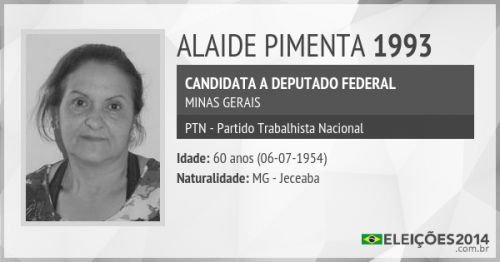 ALAIDE PIMENTA 1993
CANDIDATA A DEPUTADO FEDERAL
MINAS GERAIS
PTN - Partido Trabalhista Nacional
Idade: 60 anos (06-07-1954)
Naturalidade: MG - Jeceaba
ELEIÇÕES2014
.com.br